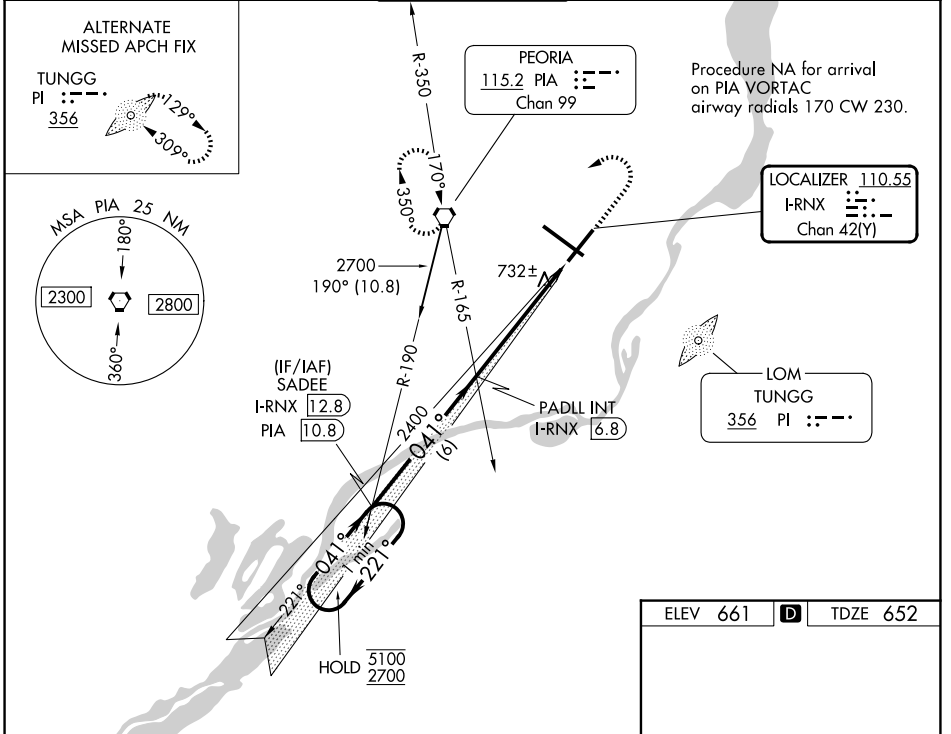 ALTERNATE
MISSED APCH FIX
TUNGG
PI
356
129°
309°
R-350
PEORIA
115.2 PIA
Chan 99
Procedure NA for arrival
on PIA VORTAC
airway radials 170 CW 230.
170°
350°
LOCALIZER 110.55
I-RNX
Chan 42(Y)
MSA PIA 25 NM
180°
2300
2800
360°
2700
190° (10.8)
732±
R-165
R-190
(IF/IAF)
SADEE
I-RNX 12.8
PIA 10.8
2400
041°
(6)
PADLL INT
I-RNX 6.8
LOM
TUNGG
356 PI
041°
1 min
221°
221°
HOLD 5100
2700
ELEV 661 D TDZE 652